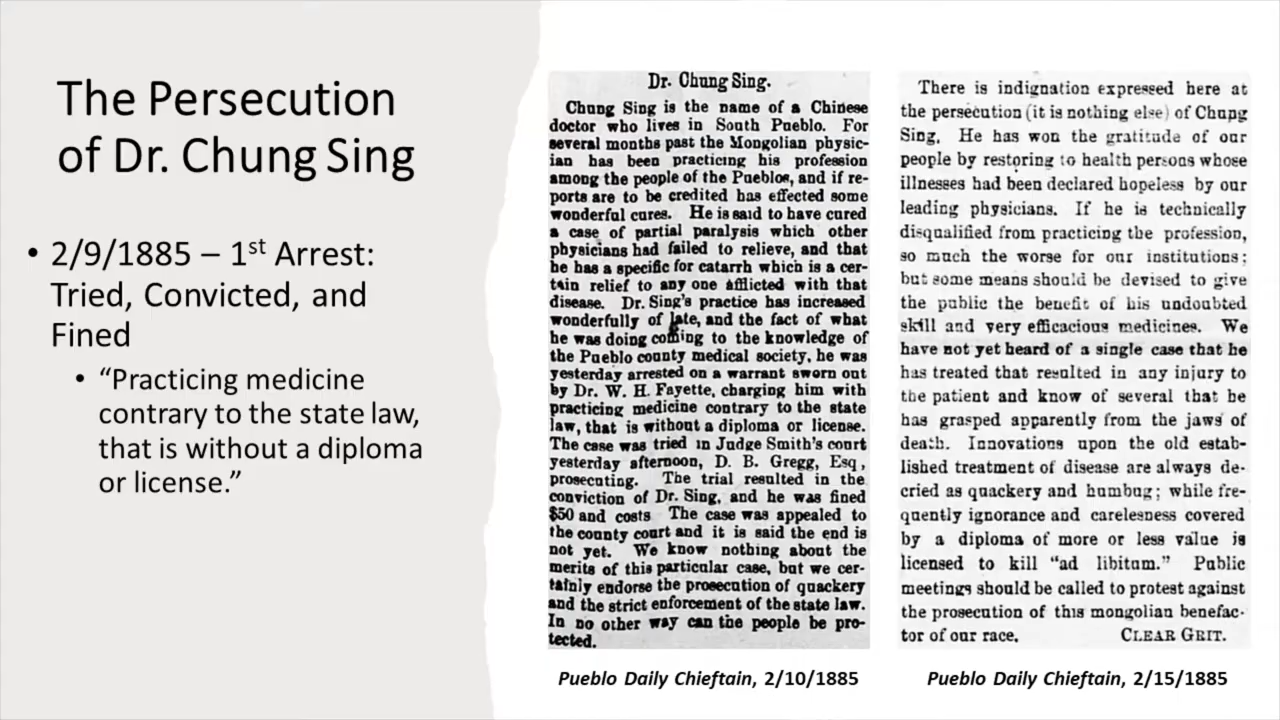 The Persecution
of Dr. Chung Sing
• 2/9/1885 – 1st Arrest:
Tried, Convicted, and
Fined
• “Practicing medicine
contrary to the state law,
that is without a diploma
or license.”
Dr. Chung Sing.
Chung Sing is the name of a Chinese
doctor who lives in South Pueblo. For
several months past the Mongolian physic-
ian has been practicing his profession
among the people of the Pueblos, and if re-
ports are to be credited has effected some
wonderful cures. He is said to have cured
a case of partial paralysis which other
physicians had failed to relieve, and that
he has a specific for catarrh which is a cer-
tain relief to any one afflicted with that
disease. Dr. Sing's practice has increased
wonderfully of late, and the fact of what
he was doing coming to the knowledge of
the Pueblo county medical society, he was
yesterday arrested on a warrant sworn out
by Dr. W. H. Fayette, charging him with
practicing medicine contrary to the state
law, that is without a diploma or license.
The case was tried in Judge Smith's court
yesterday afternoon, D. B. Gregg, Esq,
prosecuting. The trial resulted in the
conviction of Dr. Sing, and he was fined
$50 and costs The case was appealed to
the county court and it is said the end is
not yet. We know nothing about the
merits of this particular case, but we cer-
tainly endorse the prosecution of quackery
and the strict enforcement of the state law.
In no other way can the people be pro-
tected.
Pueblo Daily Chieftain, 2/10/1885
There is indignation expressed here at
the persecution (it is nothing else) of Chung
Sing. He has won the gratitude of our
people by restoring to health persons whose
illnesses had been declared hopeless by our
leading physicians. If he is technically
disqualified from practicing the profession,
so much the worse for our institutions;
but some means should be devised to give
the public the benefit of his undoubted
skill and very efficacious medicines. We
have not yet heard of a single case that he
has treated that resulted in any injury to
the patient and know of several that he
has grasped apparently from the jaws of
death. Innovations upon the old estab-
lished treatment of disease are always de-
cried as quackery and humbug; while fre-
quently ignorance and carelesness covered
by a diploma of more or less value is
licensed to kill "ad libitum." Public
meetings should be called to protest against
the prosecution of this mongolian benefac-
tor of our race. CLEAR GRIT.
Pueblo Daily Chieftain, 2/15/1885